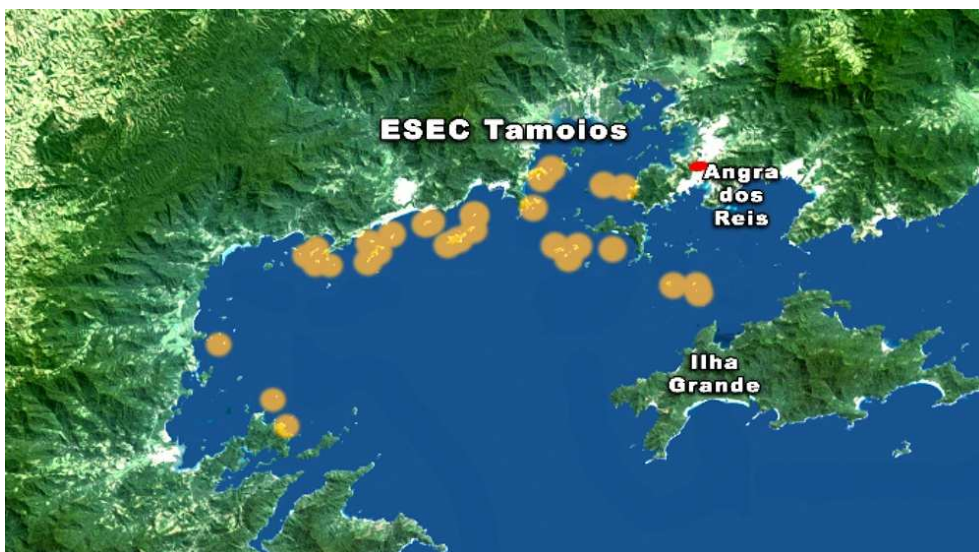 ESEC Tamoios
Angra
dos
Reis
Ilha
Grande